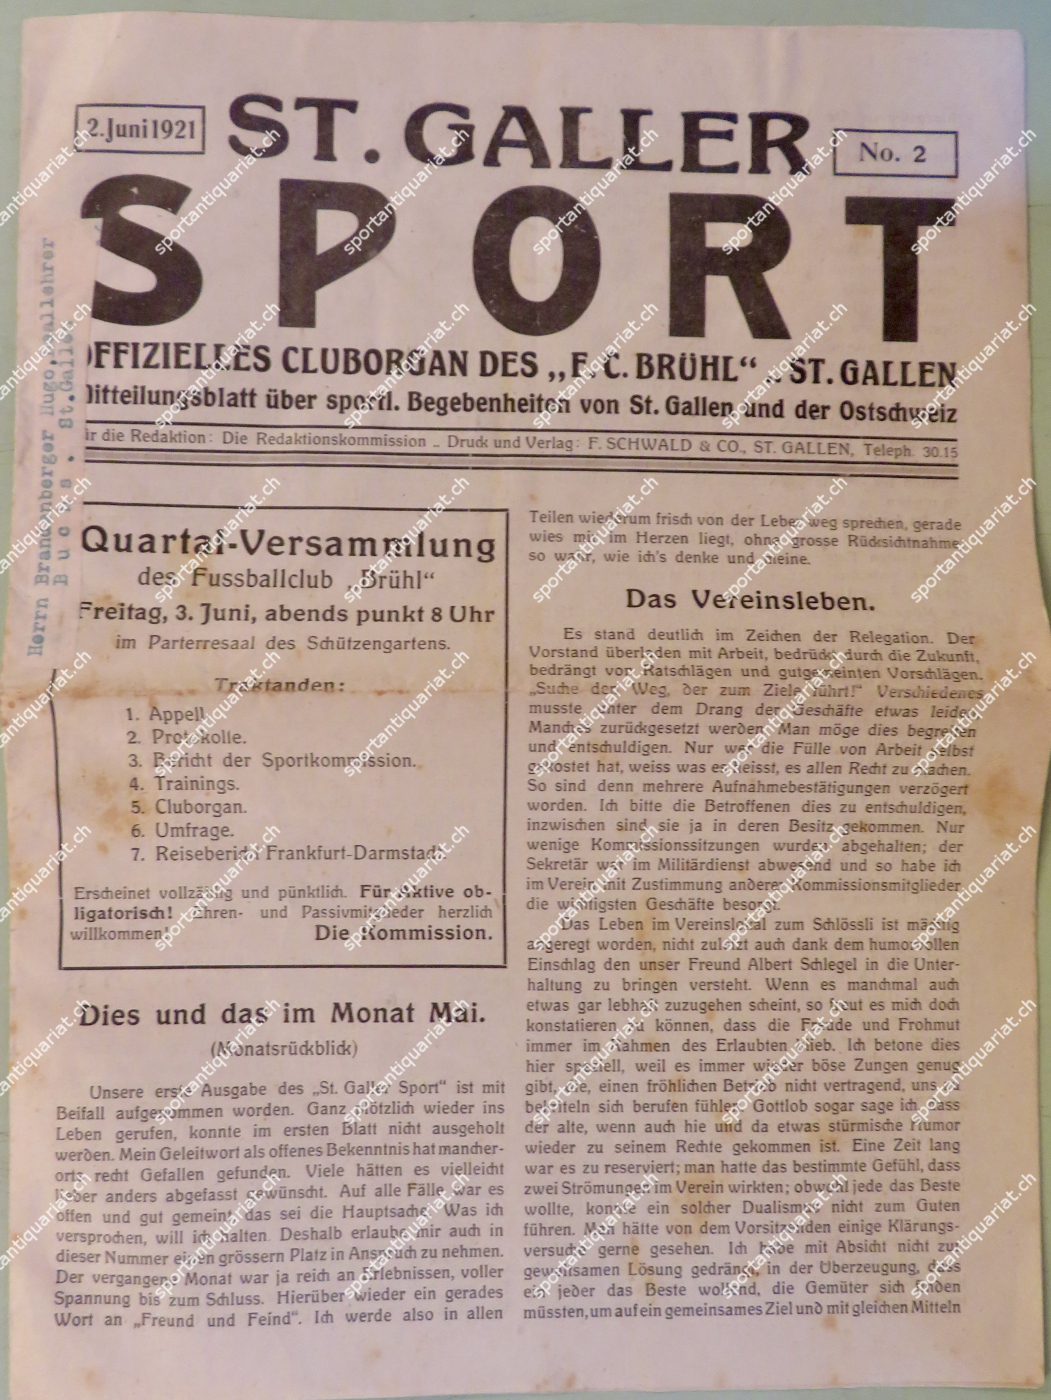 2. Juni 1921
ST. GALLER
No. 2
SPORT
OFFIZIELLES CLUBORGAN DES „F. C. BRÜHL“ .. ST. GALLEN
Mitteilungsblatt über sportl. Begebenheiten von St. Gallen und der Ostschweiz
ür die Redaktion: Die Redaktionskommission – Druck und Verlag: F. SCHWALD & CO., ST. GALLEN, Teleph. 30.15
Herrn Brandenberger Hugo, Reallehrer
Buchs. St. Gallen
Quartal-Versammlung
des Fussballclub „Brühl“
Freitag, 3. Juni, abends punkt 8 Uhr
im Parterresaal des Schützengartens.
Traktanden:
1. Appell.
2. Protokolle.
3. Bericht der Sportkommission.
4. Trainings.
5. Cluborgan.
6. Umfrage.
7. Reisebericht Frankfurt-Darmstadt.
Erscheinet vollzählig und pünktlich. Für Aktive ob-
ligatorisch! Ehren- und Passivmitglieder herzlich
willkommen! Die Kommission.
Dies und das im Monat Mai.
(Monatsrückblick)
Unsere erste Ausgabe des „St. Galler Sport“ ist mit
Beifall aufgenommen worden. Ganz plötzlich wieder ins
Leben gerufen, konnte im ersten Blatt nicht ausgeholt
werden. Mein Geleitwort als offenes Bekenntnis hat mancher-
orts recht Gefallen gefunden. Viele hätten es vielleicht
lieber anders abgefasst gewünscht. Auf alle Fälle war es
offen und gut gemeint, das sei die Hauptsache. Was ich
versprochen, will ich halten. Deshalb erlaube mir auch in
dieser Nummer einen grössern Platz in Anspruch zu nehmen.
Der vergangene Monat war ja reich an Erlebnissen, voller
Spannung bis zum Schluss. Hierüber wieder ein gerades
Wort an „Freund und Feind“. Ich werde also in allen
Teilen wiederum frisch von der Leber weg sprechen, gerade
wies mir im Herzen liegt, ohne grosse Rücksichtnahme,
so wahr, wie ich's denke und meine.
Das Vereinsleben.
Es stand deutlich im Zeichen der Relegation. Der
Vorstand überladen mit Arbeit, bedrückt durch die Zukunft,
bedrängt von Ratschlägen und gutgemeinten Vorschlägen.
„Suche den Weg, der zum Ziele führt!“ Verschiedenes
musste unter dem Drang der Geschäfte etwas leiden,
Manches zurückgesetzt werden. Man möge dies begreifen
und entschuldigen. Nur wer die Fülle von Arbeit selbst
gekostet hat, weiss was es heisst, es allen Recht zu machen.
So sind denn mehrere Aufnahmebestätigungen verzögert
worden. Ich bitte die Betroffenen dies zu entschuldigen,
inzwischen sind sie ja in deren Besitz gekommen. Nur
wenige Kommissionssitzungen wurden abgehalten; der
Sekretär war im Militärdienst abwesend und so habe ich
im Verein mit Zustimmung anderer Kommissionsmitglieder,
die wichtigsten Geschäfte besorgt.
Das Leben im Vereinslokal zum Schlössli ist mächtig
angeregt worden, nicht zuletzt auch dank dem humorvollen
Einschlag den unser Freund Albert Schlegel in die Unter-
haltung zu bringen versteht. Wenn es manchmal auch
etwas gar lebhaft zuzugehen scheint, so freut es mich doch
konstatieren zu können, dass die Freude und Frohmut
immer im Rahmen des Erlaubten blieb. Ich betone dies
hier speziell, weil es immer wieder böse Zungen genug
gibt, die, einen fröhlichen Betrieb nicht vertragend, uns zu
bekritteln sich berufen fühlen. Gottlob sogar sage ich, dass
der alte, wenn auch hie und da etwas stürmische Humor
wieder zu seinem Rechte gekommen ist. Eine Zeit lang
war es zu reserviert; man hatte das bestimmte Gefühl, dass
zwei Strömungen im Verein wirkten; obwohl jede das Beste
wollte, konnte ein solcher Dualismus nicht zum Guten
führen. Man hätte von dem Vorsitzenden einige Klärungs-
versuche gerne gesehen. Ich habe mit Absicht nicht zur
gewaltsamen Lösung gedrängt, in der Überzeugung, dass
ein jeder das Beste wollend, die Gemüter sich finden
müssten, um auf ein gemeinsames Ziel und mit gleichen Mitteln
sportantiquariat.ch